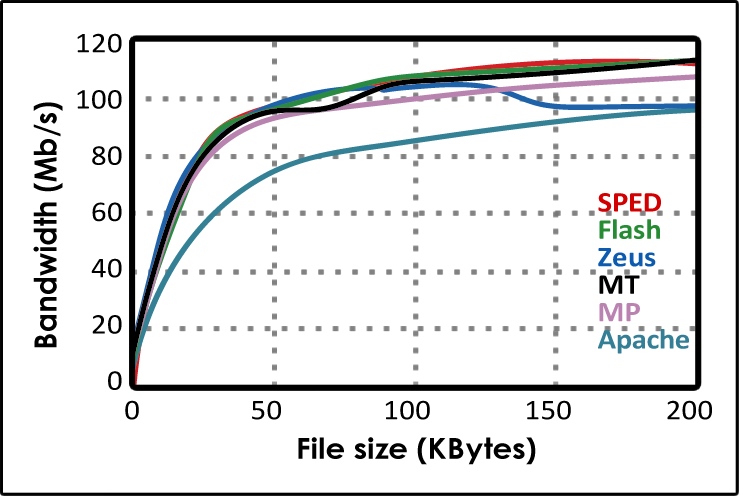 120
100
80
60
40
20
0
Bandwidth (Mb/s)
SPED
Flash
Zeus
MT
MP
Apache
0 50 100 150 200
File size (KBytes)